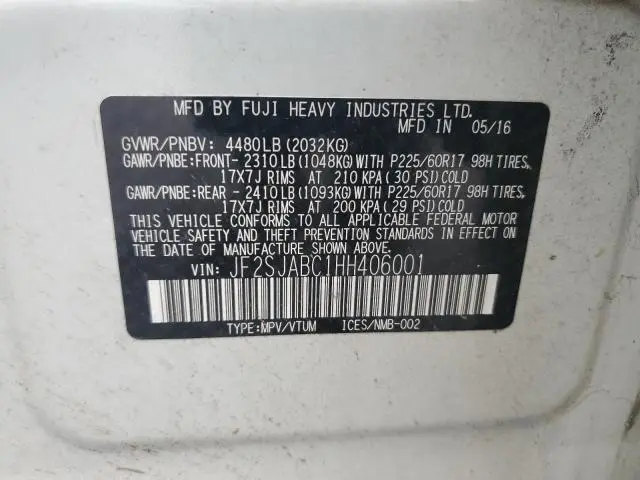 MFD BY FUJI HEAVY INDUSTRIES LTD.
MFD IN 05/16
GVWR/PNBV: 4480LB(2032KG)
GAWR/PNBE:FRONT- 2310LB(1048KG)WITH P225/60R17 98H TIRES,
17X7J RIMS AT 210 KPA( 30 PSI)COLD
GAWR/PNBE:REAR - 2410LB(1093KG)WITH P225/60R17 98H TIRES,
17X7J RIMS AT 200 KPA( 29 PSI)COLD
THIS VEHICLE CONFORMS TO ALL APPLICABLE FEDERAL MOTOR
VEHICLE SAFETY AND THEFT PREVENTION STANDARDS IN EFFECT ON
THE DATE OF MANUFACTURE SHOWN ABOVE.
VIN: JF2SJABC1HH406001
TYPE:MPV/VTUM ICES/NMB-002